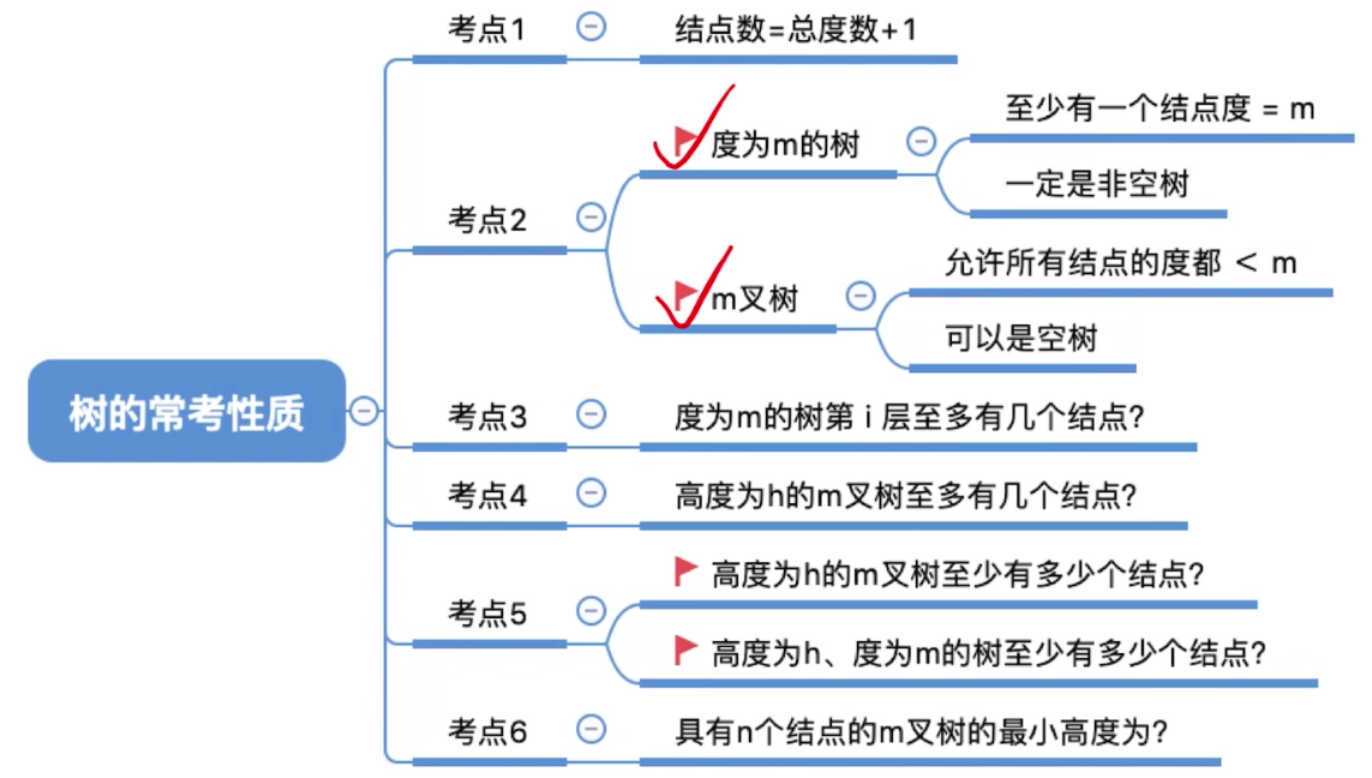 考点1
结点数=总度数+1
至少有一个结点度 = m
度为m的树
一定是非空树
考点2
允许所有结点的度都 < m
m叉树
可以是空树
树的常考性质
考点3
度为m的树第 i 层至多有几个结点?
考点4
高度为h的m叉树至多有几个结点?
高度为h的m叉树至少有多少个结点?
考点5
高度为h、度为m的树至少有多少个结点?
考点6
具有n个结点的m叉树的最小高度为?